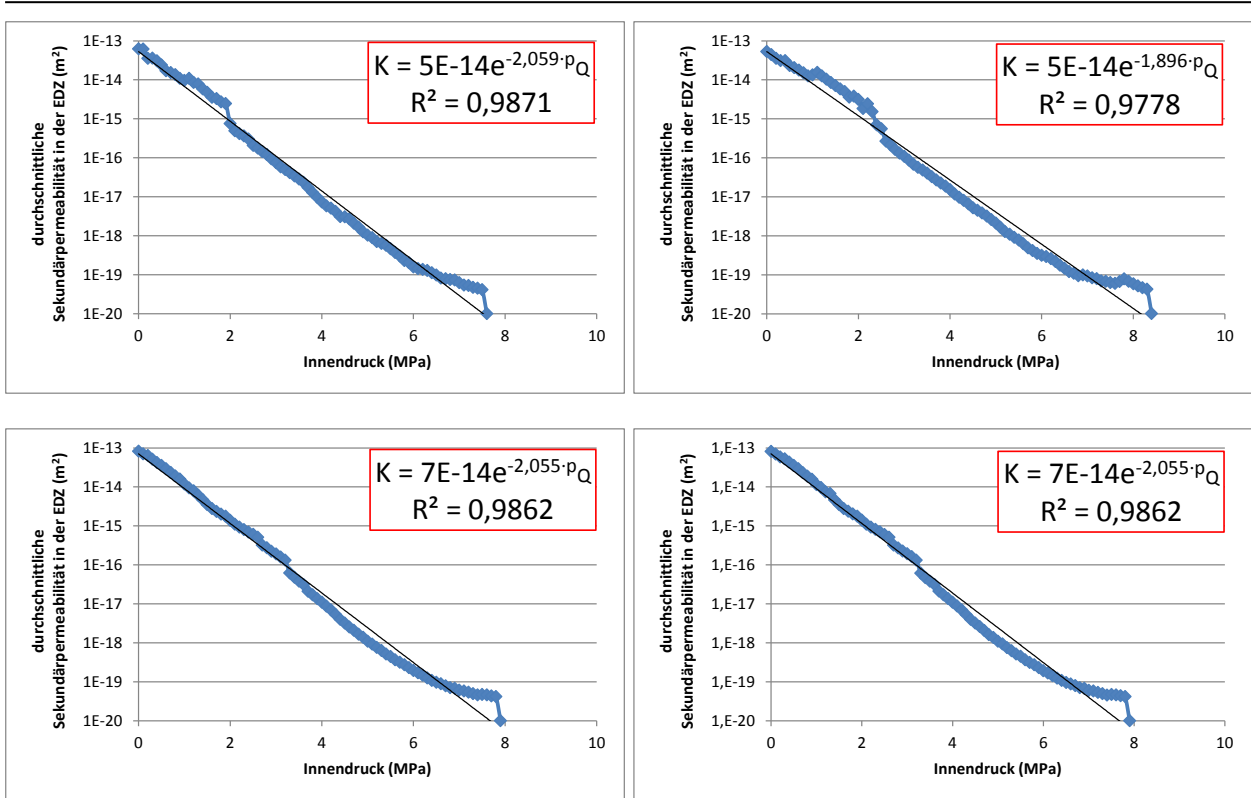 durchschnittliche
Sekundärpermeabilität in der EDZ (m²)
1E-13
1E-14
1E-15
1E-16
1E-17
1E-18
1E-19
1E-20
K = 5E-14e^-2,059·pQ
R² = 0,9871
0 2 4 6 8 10
Innendruck (MPa)
durchschnittliche
Sekundärpermeabilität in der EDZ (m²)
1E-13
1E-14
1E-15
1E-16
1E-17
1E-18
1E-19
1E-20
K = 5E-14e^-1,896·pQ
R² = 0,9778
0 2 4 6 8 10
Innendruck (MPa)
durchschnittliche
Sekundärpermeabilität in der EDZ (m²)
1E-13
1E-14
1E-15
1E-16
1E-17
1E-18
1E-19
1E-20
K = 7E-14e^-2,055·pQ
R² = 0,9862
0 2 4 6 8 10
Innendruck (MPa)
durchschnittliche
Sekundärpermeabilität in der EDZ (m²)
1,E-13
1,E-14
1,E-15
1,E-16
1,E-17
1,E-18
1,E-19
1,E-20
K = 7E-14e^-2,055·pQ
R² = 0,9862
0 2 4 6 8 10
Innendruck (MPa)